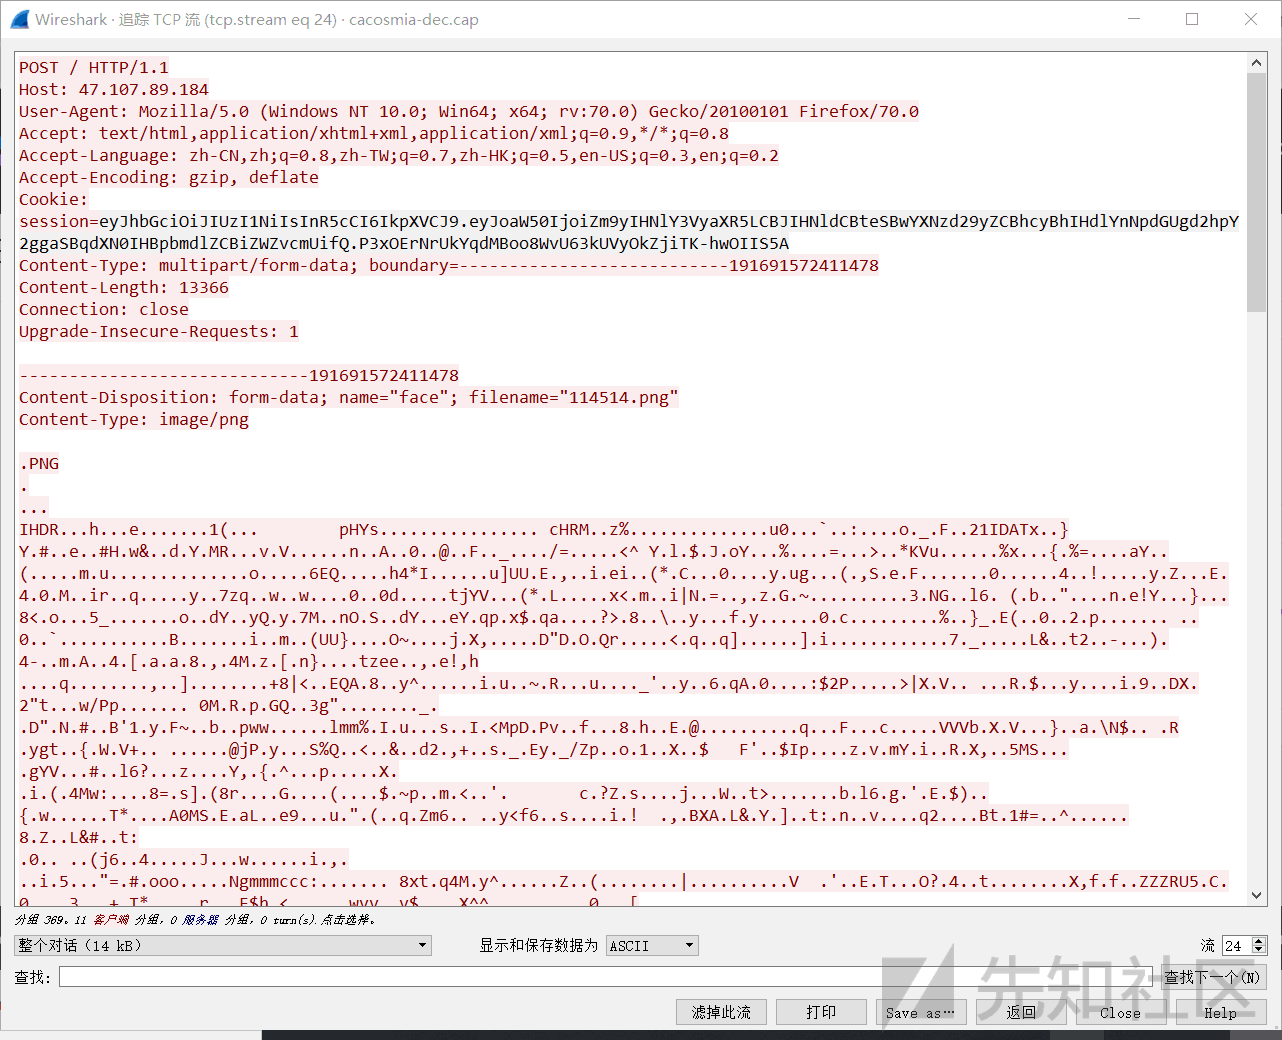 Wireshark · 追踪 TCP 流 (tcp.stream eq 24) · cacosmia-dec.cap
POST / HTTP/1.1
Host: 47.107.89.184
User-Agent: Mozilla/5.0 (Windows NT 10.0; Win64; x64; rv:70.0) Gecko/20100101 Firefox/70.0
Accept: text/html,application/xhtml+xml,application/xml;q=0.9,*/*;q=0.8
Accept-Language: zh-CN,zh;q=0.8,zh-TW;q=0.7,zh-HK;q=0.5,en-US;q=0.3,en;q=0.2
Accept-Encoding: gzip, deflate
Cookie:
session=eyJhbGciOiJIUzI1NiIsInR5cCI6IkpXVCJ9.eyJoaW50IjoiZm9yIHNlY3VyaXR5LCBJIHNldCBteSBwYXNzd29yZCBhcyBhIHdlYnNpdGUgd2hpY
2ggaSBqdXN0IHBpbmdlZCBiZWZvcmUifQ.P3xOErNrUkYqdMBoo8WvU63kUVyOkZjiTK-hwOIIS5A
Content-Type: multipart/form-data; boundary=---------------------------191691572411478
Content-Length: 13366
Connection: close
Upgrade-Insecure-Requests: 1
-----------------------------191691572411478
Content-Disposition: form-data; name="face"; filename="114514.png"
Content-Type: image/png
.PNG
.
...
IHDR...h...e.......1(... pHYs................ cHRM..z%..............u0...`..:....o._.F..21IDATx..}
Y.#..e..#H.w&..d.Y.MR...v.V......n..A..0..@..F.._..../=.....<^ Y.l.$.J.oY...%....=...>..*KVu......%x...{.%=....aY..
(.....m.u..............o.....6EQ.....h4*I......u]UU.E.,..i.ei..(*.C...0....y.ug...(.,S.e.F.......0......4..!.....y.Z...E.
4.0.M..ir..q.....y..7zq..w..w....0..0d.....tjYV...(*.L.....x<.m..i|N.=..,.z.G.~..........3.NG..l6. (.b.."....n.e!Y...}...
8<.o...5_.......o..dY..yQ.y.7M..nO.S..dY...eY.qp.x$.qa....?>.8..\..y...f.y......0.c.........%..}_.E(..0..2.p....... ..
0..`...........B.......i..m..(UU}....O~....j.X,.....D"D.O.Qr.....<.q..q]......].i............7._.....L&..t2..-...).
4-..m.A..4.[.a.a.8.,.4M.z.[.n}....tzee..,.e!,h
....q........,..]........+8|<..EQA.8..y^......i.u..~.R...u...._'..y..6.qA.0....:$2P.....>|X.V.. ...R.$...y....i.9..DX.
2"t...w/Pp....... 0M.R.p.GQ..3g"........_.
.D".N.#..B'1.y.F~..b..pww......lmm%.I.u...s..I.<MpD.Pv..f...8.h..E.@..........q...F...c.....VVVb.X.V...}..a.\N$.. .R
.ygt..{.W.V+.. ......@jP.y...S%Q..<..&..d2.,+..s._.Ey._/Zp..o.1..X..$ F'..$Ip....z.v.mY.i..R.X,..5MS...
.gYV...#..l6?...z....Y,.{.^...p.....X.
.i.(.4Mw:....8=.s].(8r....G....(....$.~p..m.<..'. c.?Z.s....j...W..t>.......b.l6.g.'.E.$)..
{.w......T*....A0MS.E.aL..e9...u.".(..q.Zm6.. ..y<f6..s....i.! .,.BXA.L&.Y.]..t:.n..v....q2....Bt.1#=..^......
8.Z..L&#..t:
.0.. ..(j6..4.....J...w......i.,.
..i.5..."=.#.ooo.....Ngmmmccc:....... 8xt.q4M.y^......Z..(........|..........V .'..E.T...O?.4..t........X,f.f..ZZZRU5.C.
分组 369。11 客户端 分组，0 服务器 分组，0 turn(s).点击选择。
整个对话 (14 kB)
显示和保存数据为 ASCII
流 24
查找:
查找下一个(N)
滤掉此流 打印 Save as… 返回 Close Help
先知社区